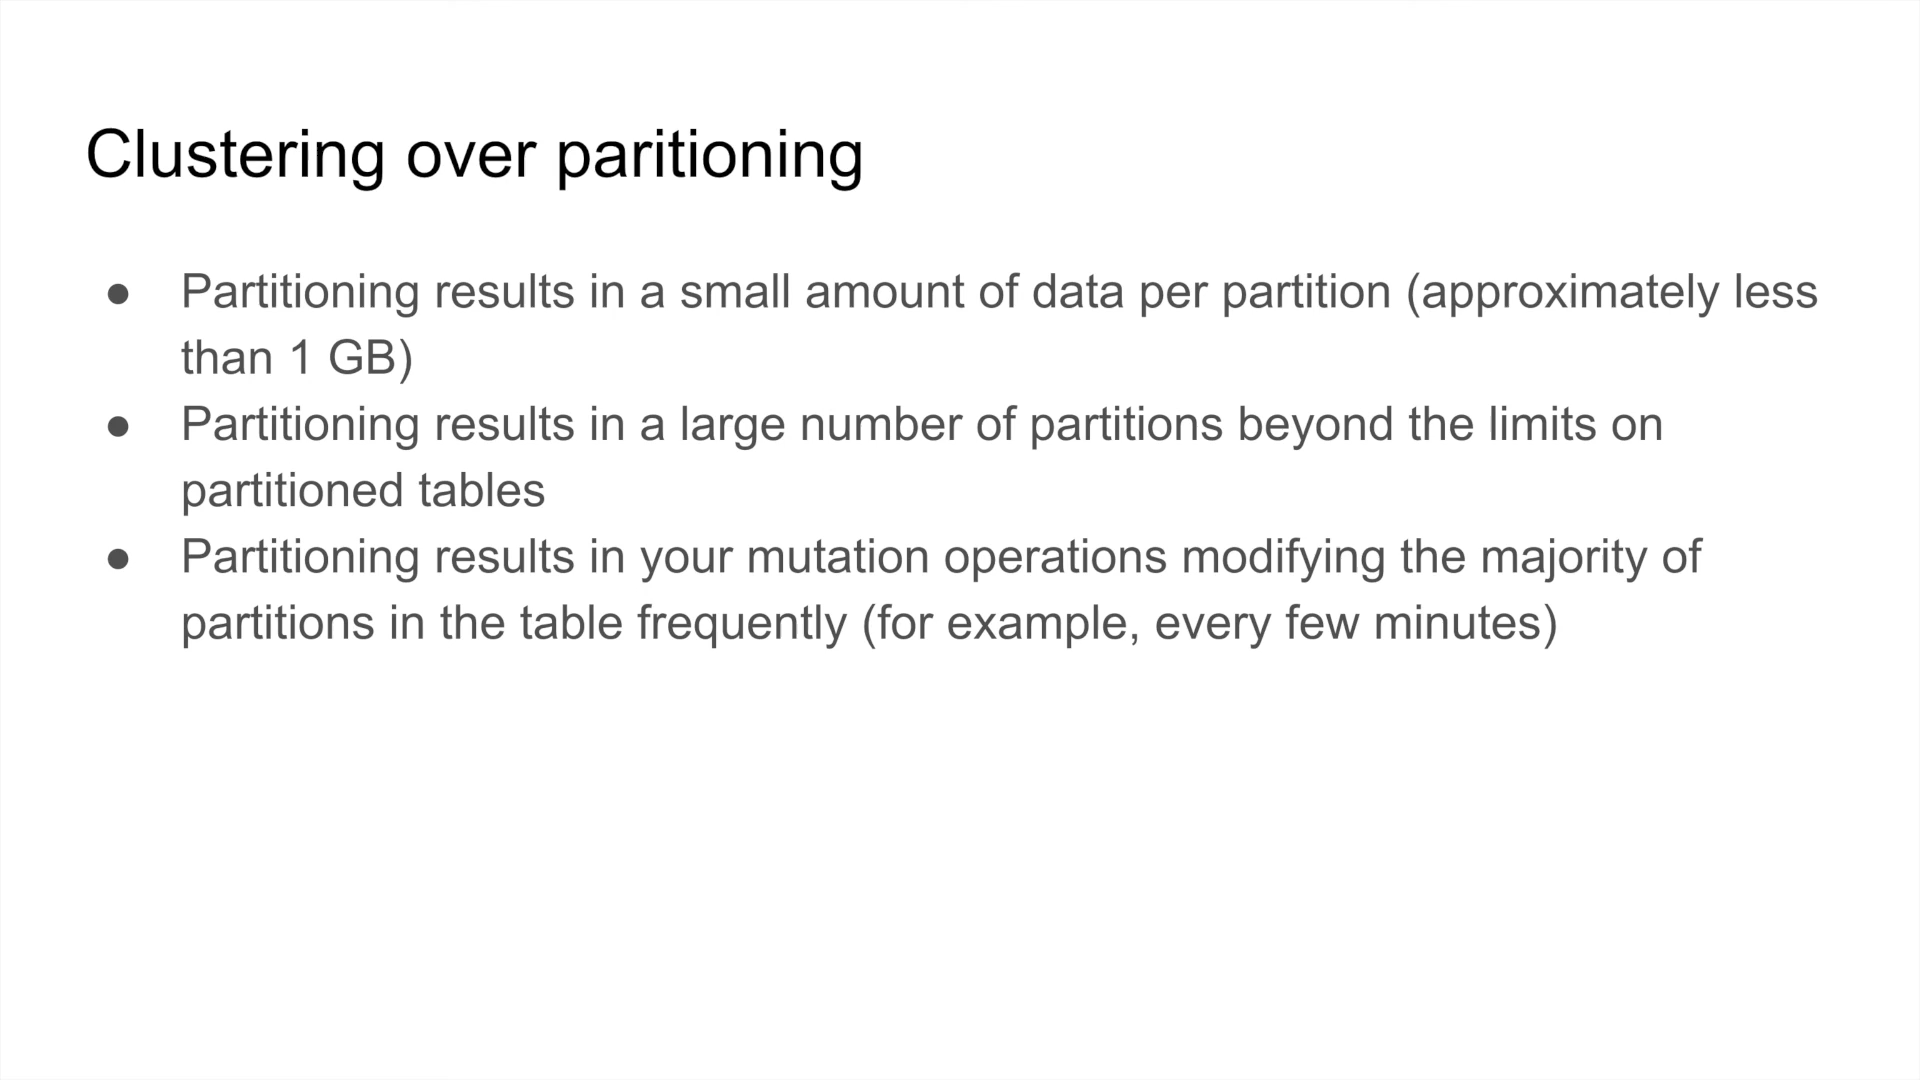 Clustering over paritioning
● Partitioning results in a small amount of data per partition (approximately less
than 1 GB)
● Partitioning results in a large number of partitions beyond the limits on
partitioned tables
● Partitioning results in your mutation operations modifying the majority of
partitions in the table frequently (for example, every few minutes)